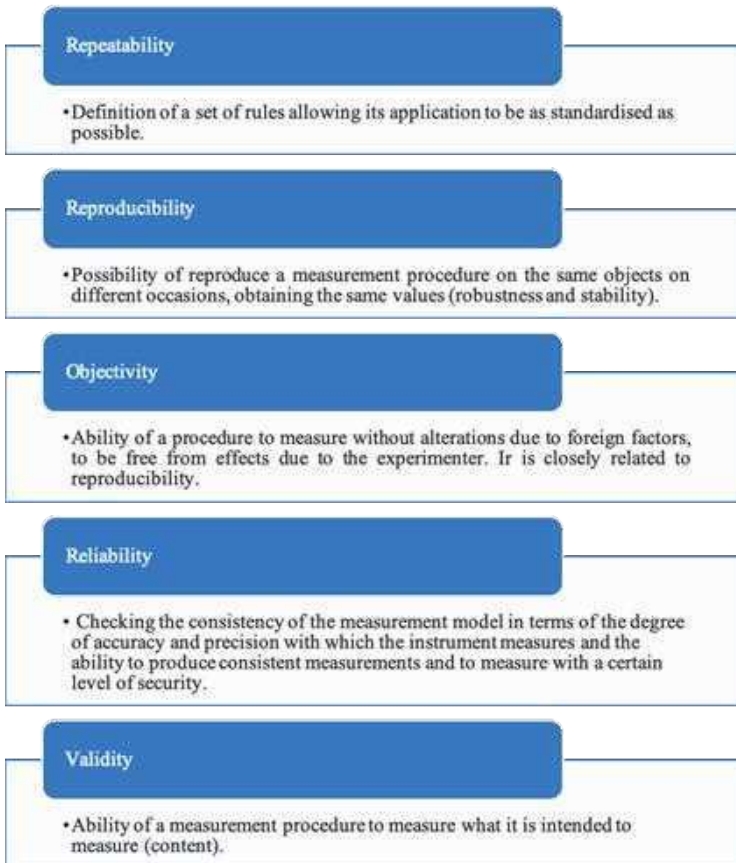 Repeatability
•Definition of a set of rules allowing its application to be as standardised as
possible.
Reproducibility
•Possibility of reproduce a measurement procedure on the same objects on
different occasions, obtaining the same values (robustness and stability).
Objectivity
•Ability of a procedure to measure without alterations due to foreign factors,
to be free from effects due to the experimenter. Ir is closely related to
reproducibility.
Reliability
• Checking the consistency of the measurement model in terms of the degree
of accuracy and precision with which the instrument measures and the
ability to produce consistent measurements and to measure with a certain
level of security.
Validity
•Ability of a measurement procedure to measure what it is intended to
measure (content).